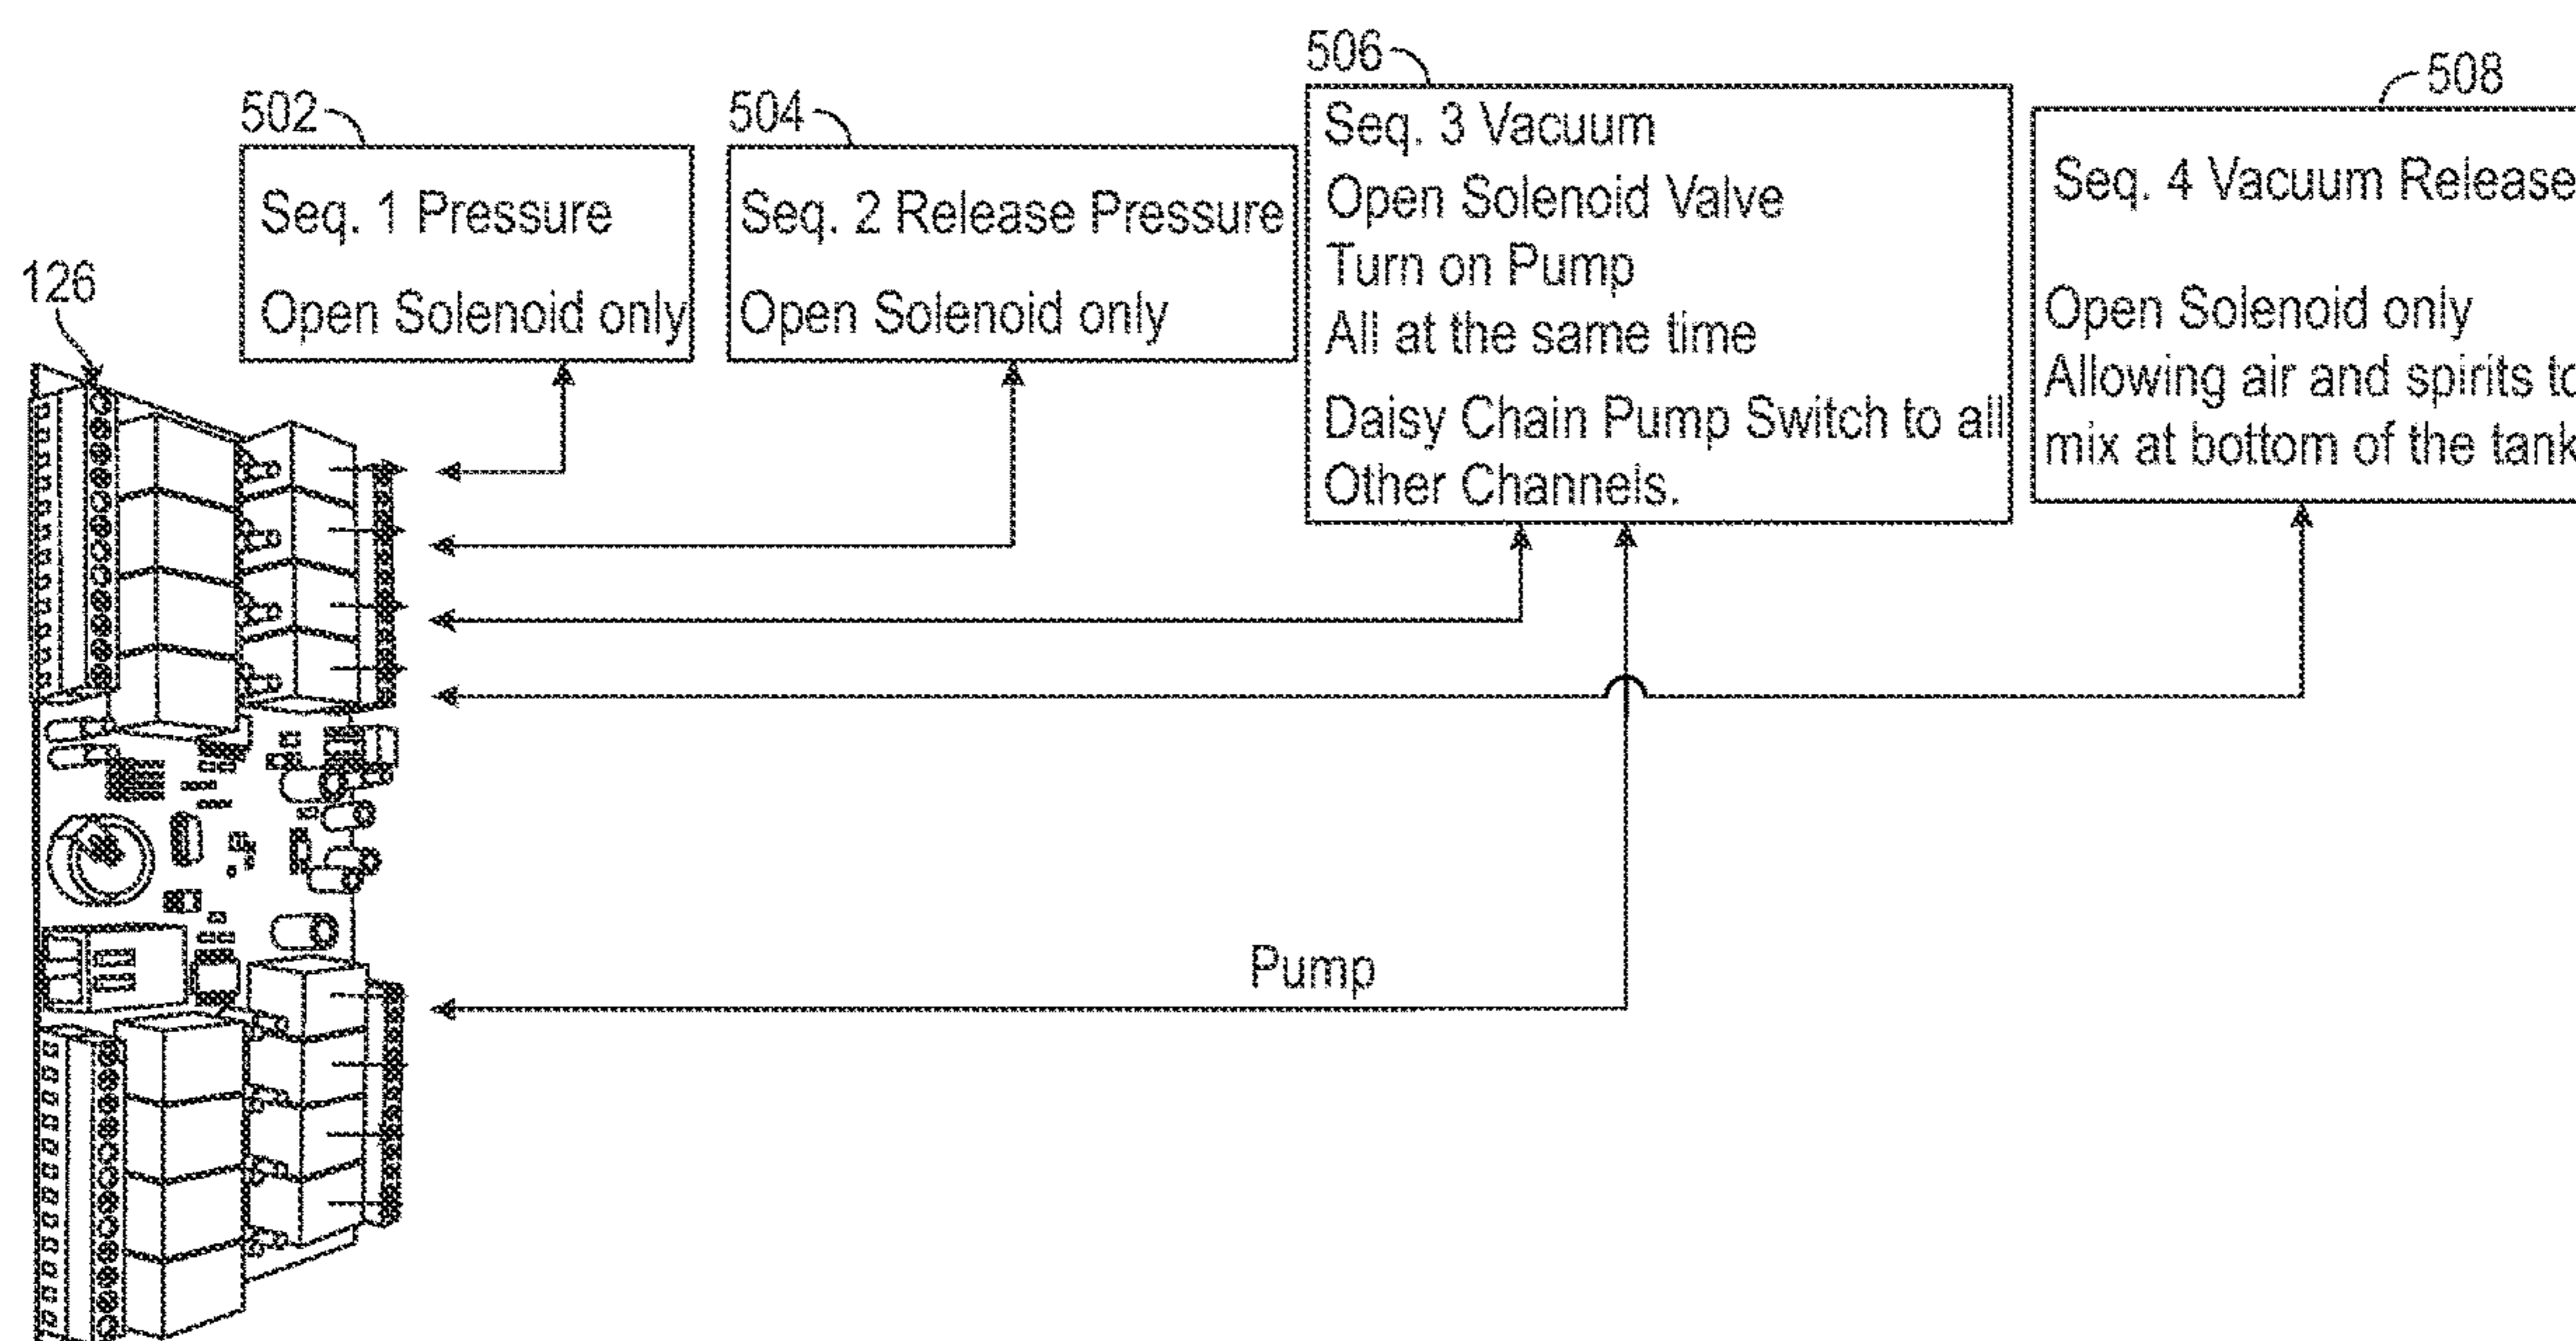 502
Seq. 1 Pressure
Open Solenoid only
504
Seq. 2 Release Pressure
Open Solenoid only
506
Seq. 3 Vacuum
Open Solenoid Valve
Turn on Pump
All at the same time
Daisy Chain Pump Switch to all
Other Channels.
508
Seq. 4 Vacuum Release
Open Solenoid only
Allowing air and spirits to
mix at bottom of the tank
126
Pump